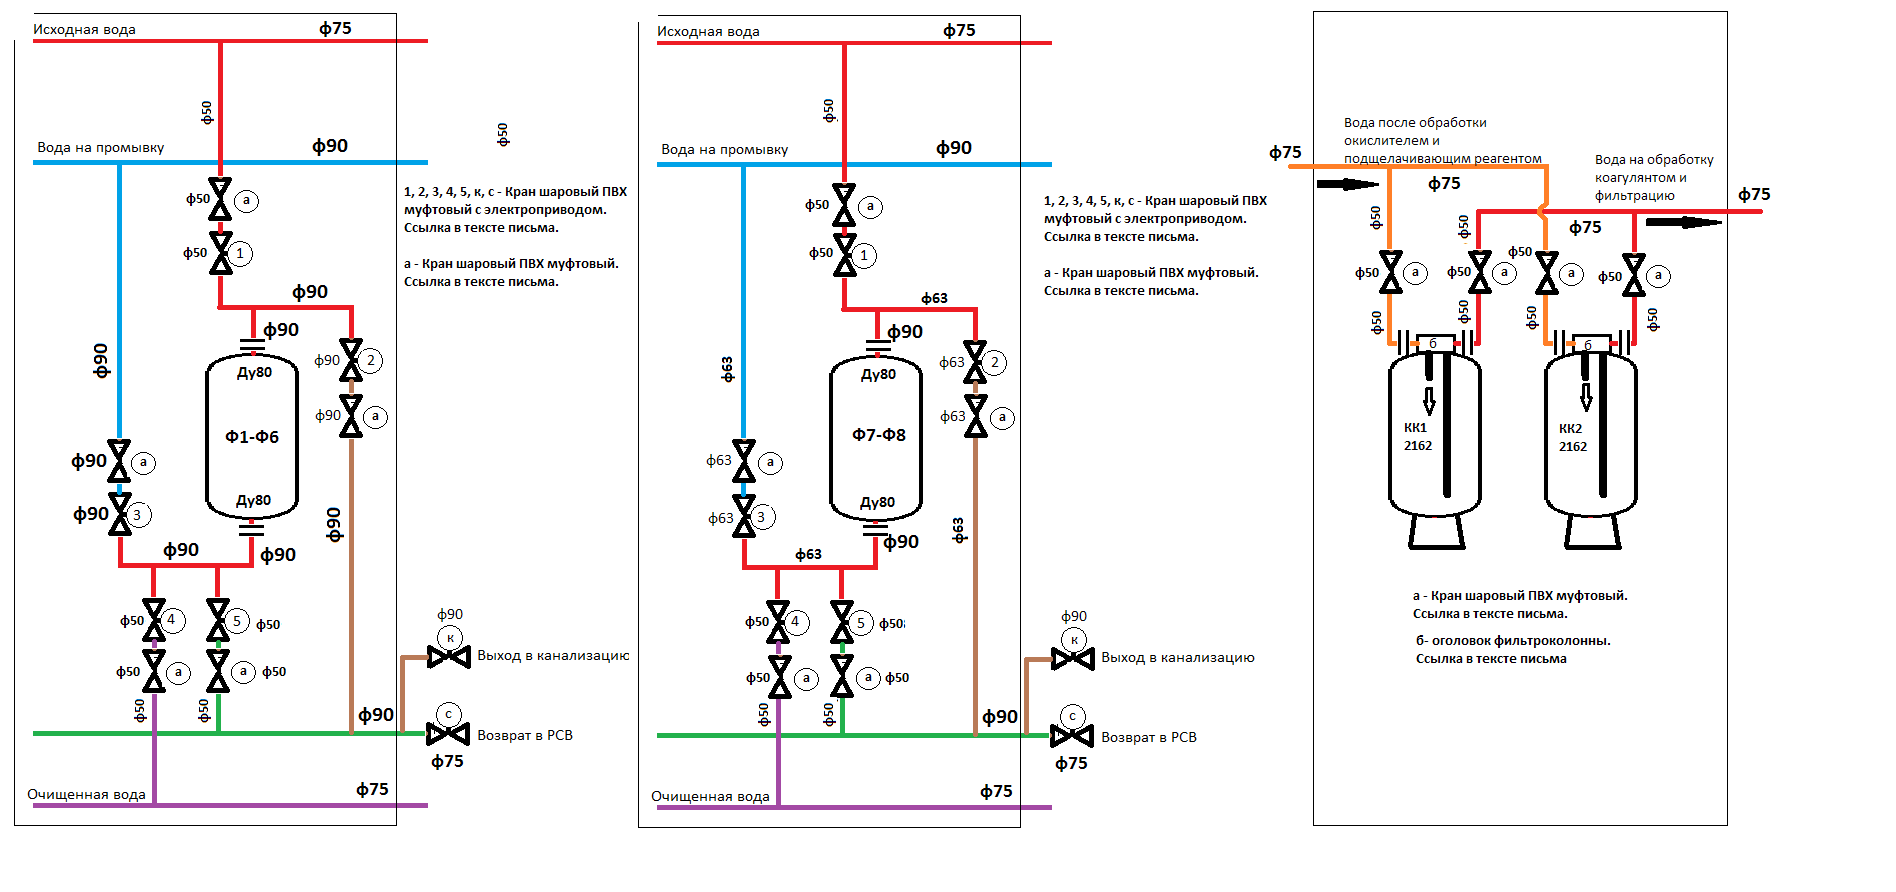 Исходная вода
ф75
ф50
Вода на промывку
ф90
ф50
ф50
а
ф50
1
1, 2, 3, 4, 5, к, с - Кран шаровый ПВХ
муфтовый с электроприводом.
Ссылка в тексте письма.
а - Кран шаровый ПВХ муфтовый.
Ссылка в тексте письма.
ф90
ф90
ф90
Ду80
ф90
2
ф90
а
Ф1-Ф6
ф90
а
Ду80
ф90
3
ф90
ф90
ф90
ф50
4
5
ф50
ф50
а
а
ф50
ф50
ф50
ф90
к
Выход в канализацию
ф90
с
Возврат в РСВ
ф75
Очищенная вода
ф75
Исходная вода
ф75
ф50
Вода на промывку
ф90
ф50
а
ф50
1
1, 2, 3, 4, 5, к, с - Кран шаровый ПВХ
муфтовый с электроприводом.
Ссылка в тексте письма.
а - Кран шаровый ПВХ муфтовый.
Ссылка в тексте письма.
ф63
ф90
ф63
Ду80
ф63
2
ф63
а
Ф7-Ф8
ф63
а
Ду80
ф63
3
ф90
ф63
ф63
ф50
4
5
ф50
ф50
а
а
ф50
ф50
ф50
ф90
к
Выход в канализацию
ф90
с
Возврат в РСВ
ф75
Очищенная вода
ф75
Вода после обработки
окислителем и
подщелачивающим реагентом
ф75
ф75
Вода на обработку
коагулянтом и
фильтрацию
ф75
ф75
ф50
ф50
ф50
ф50
а
ф50
а
а
ф50
а
ф50
ф50
ф50
ф50
б
б
КК1
2162
КК2
2162
а - Кран шаровый ПВХ муфтовый.
Ссылка в тексте письма.
б- оголовок фильтроколонны.
Ссылка в тексте письма